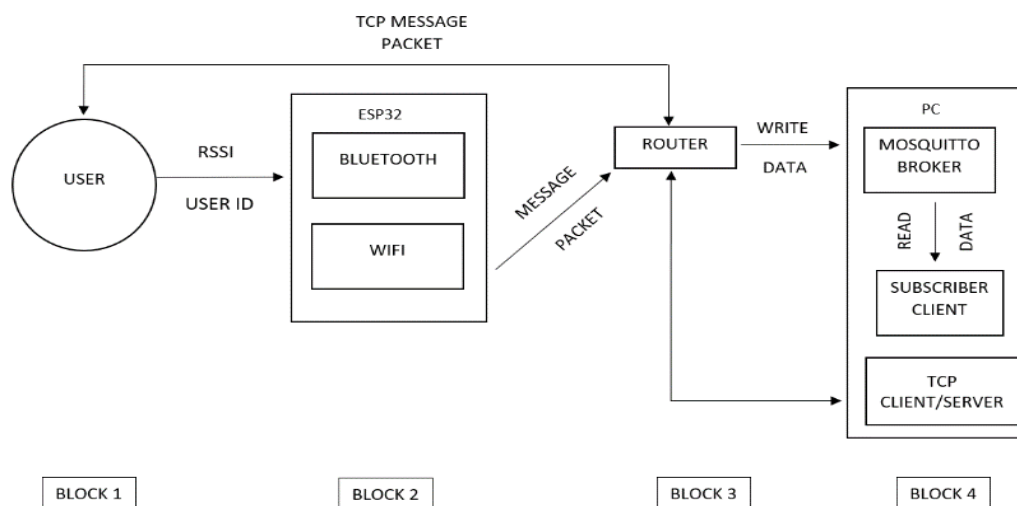 TCP MESSAGE
PACKET
USER
RSSI
USER ID
ESP32
BLUETOOTH
WIFI
MESSAGE
PACKET
ROUTER
WRITE
DATA
PC
MOSQUITTO
BROKER
READ
DATA
SUBSCRIBER
CLIENT
TCP
CLIENT/SERVER
BLOCK 1
BLOCK 2
BLOCK 3
BLOCK 4